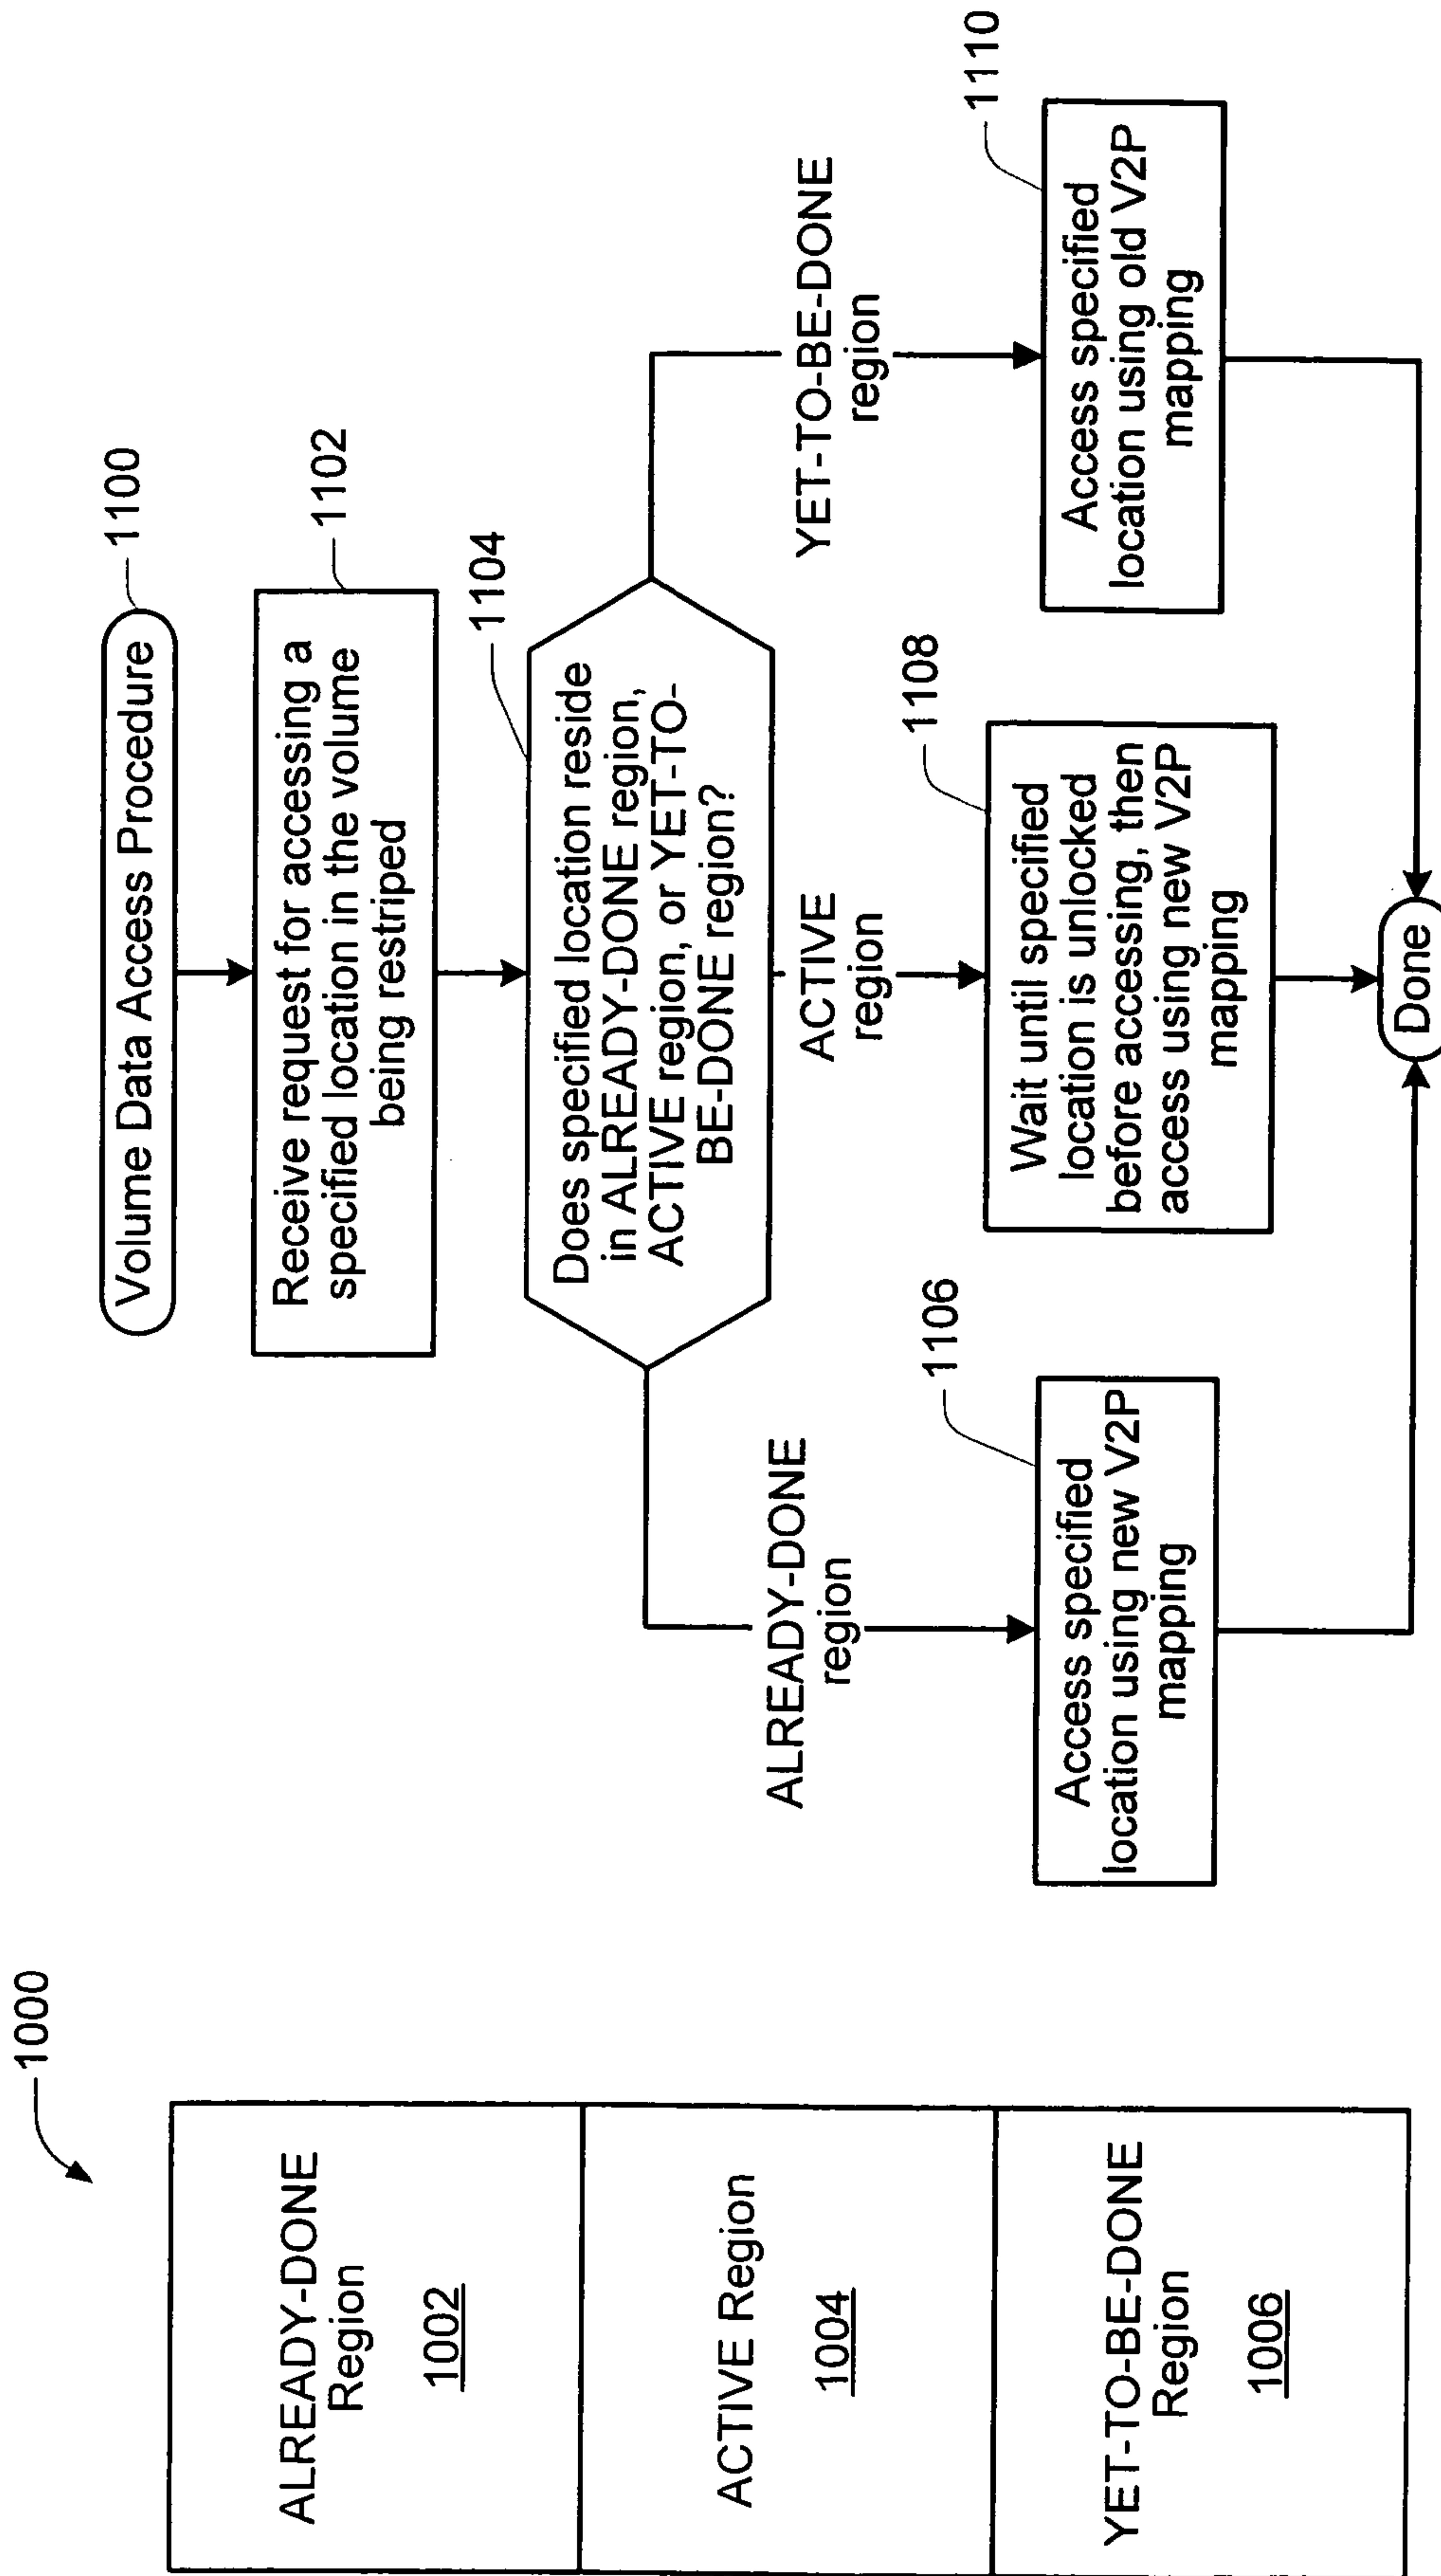 1000
ALREADY-DONE
Region
1002
ACTIVE Region
1004
YET-TO-BE-DONE
Region
1006
Volume Data Access Procedure
1100
Receive request for accessing a
specified location in the volume
being restriped
1102
Does specified location reside
in ALREADY-DONE region,
ACTIVE region, or YET-TO-
BE-DONE region?
1104
ALREADY-DONE
region
ACTIVE
region
YET-TO-BE-DONE
region
Access specified
location using new V2P
mapping
1106
Wait until specified
location is unlocked
before accessing, then
access using new V2P
mapping
1108
Access specified
location using old V2P
mapping
1110
Done